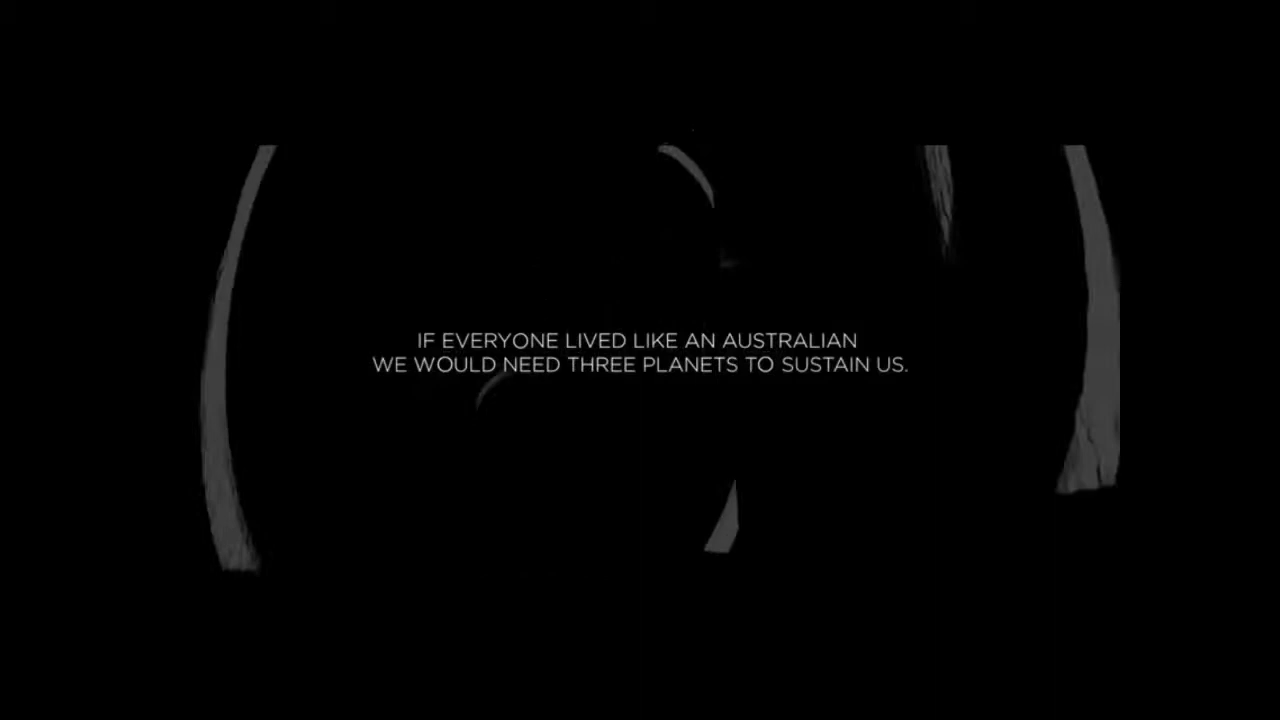 IF EVERYONE LIVED LIKE AN AUSTRALIAN
WE WOULD NEED THREE PLANETS TO SUSTAIN US.